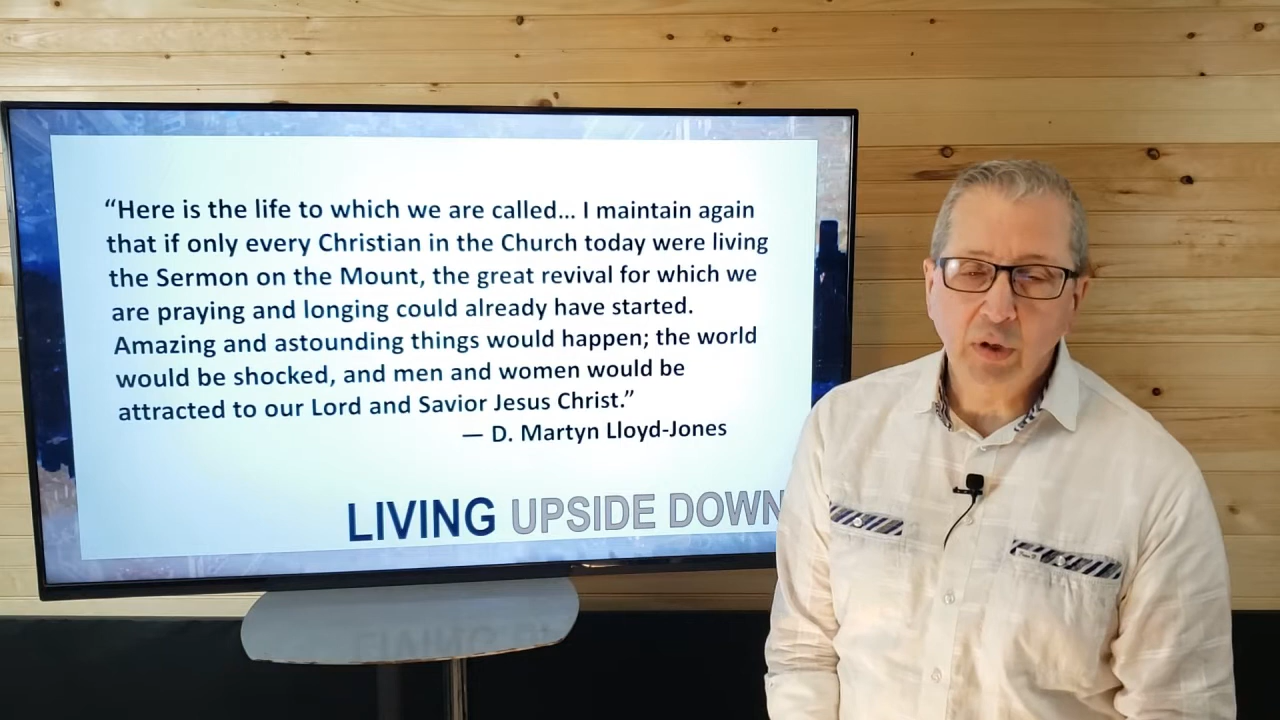 “Here is the life to which we are called... I maintain again
that if only every Christian in the Church today were living
the Sermon on the Mount, the great revival for which we
are praying and longing could already have started.
Amazing and astounding things would happen; the world
would be shocked, and men and women would be
attracted to our Lord and Savior Jesus Christ.”
— D. Martyn Lloyd-Jones
LIVING UPSIDE DOWN